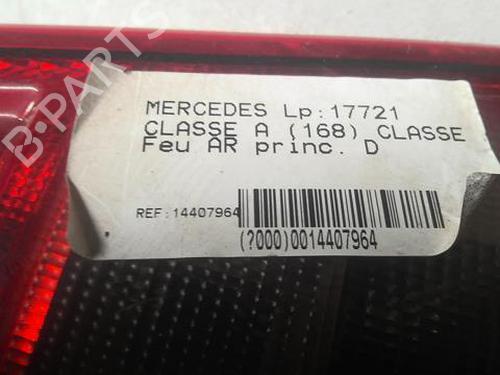 B-PARTS
MERCEDES Lp:17721
CLASSE A (168) CLASSE
Feu AR princ. D
REF:14407964
(?000)0014407964